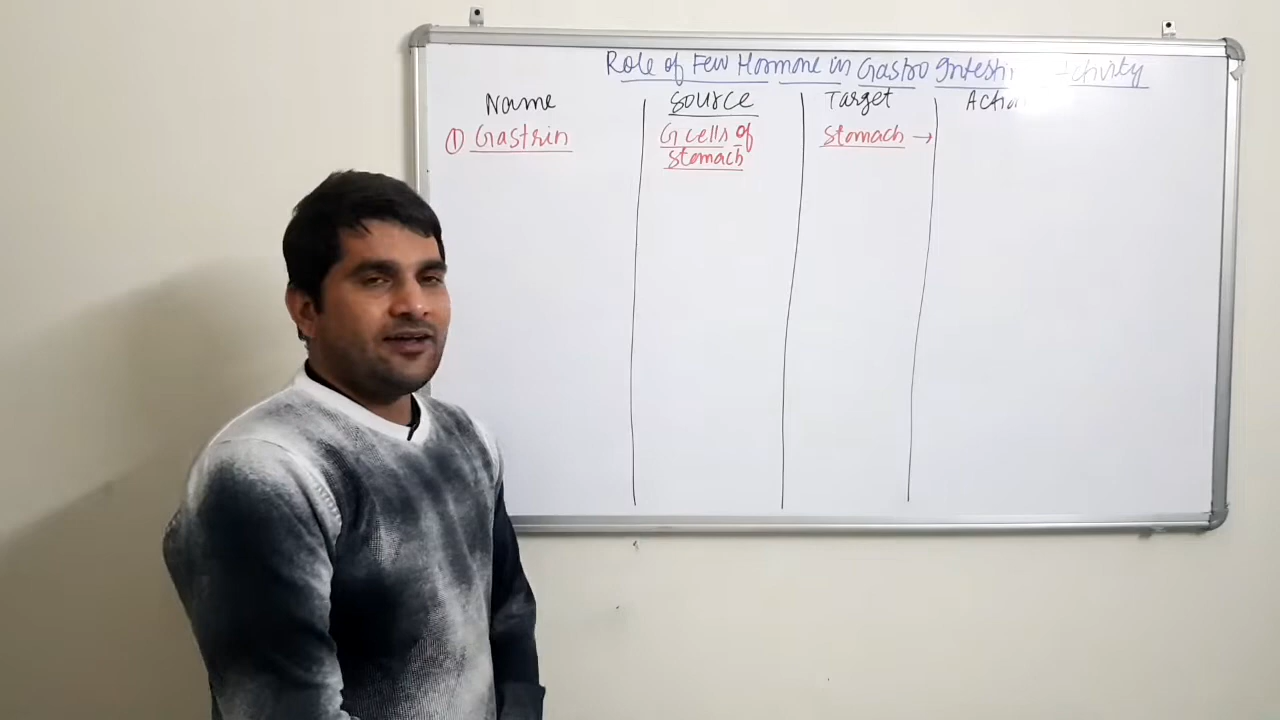 Role of Few Hormone in Gastro
Name Source Target
① Gastrin G cells of stomach →
stomach